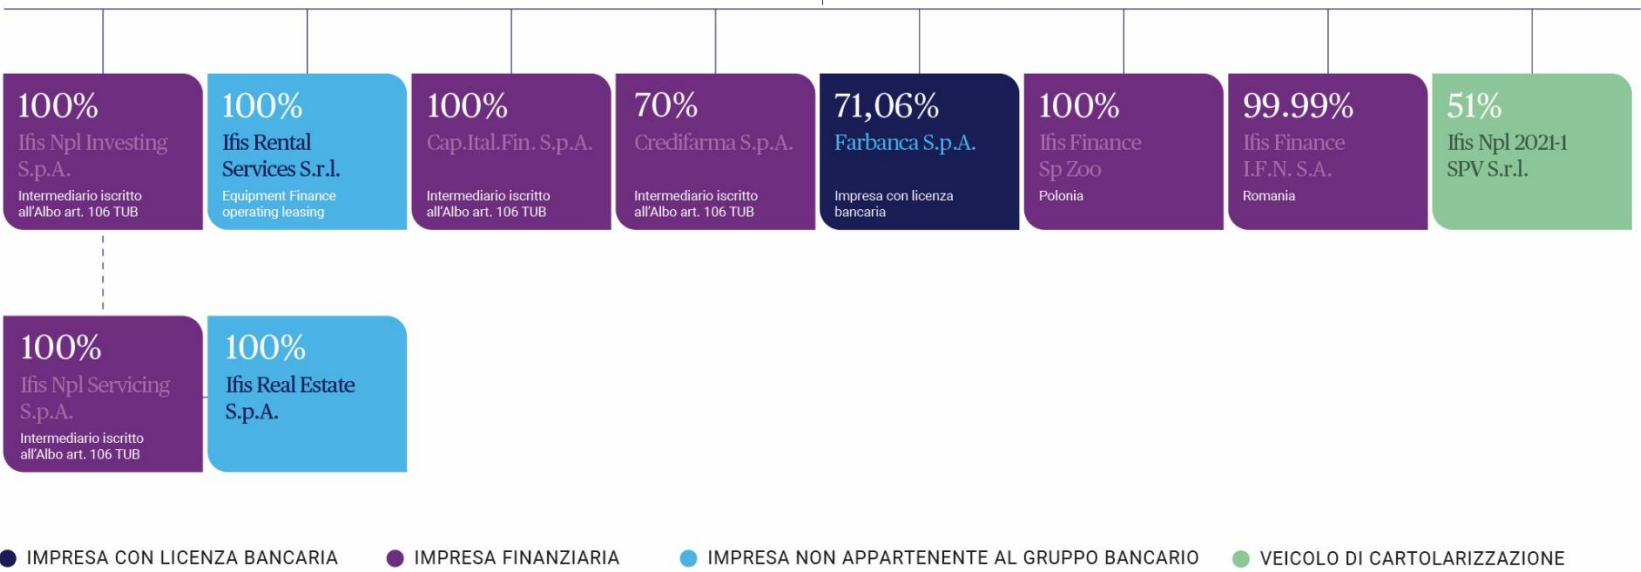 100%
Ifis Npl Investing
S.p.A.
Intermediario iscritto
all'Albo art. 106 TUB
100%
Ifis Rental
Services S.r.l.
Equipment Finance
operating leasing
100%
Cap.Ital.Fin. S.p.A.
Intermediario iscritto
all'Albo art. 106 TUB
70%
Credifarma S.p.A.
Intermediario iscritto
all'Albo art. 106 TUB
71,06%
Farbanca S.p.A.
Impresa con licenza
bancaria
100%
Ifis Finance
Sp Zoo
Polonia
99.99%
Ifis Finance
I.F.N. S.A.
Romania
51%
Ifis Npl 2021-1
SPV S.r.l.
100%
Ifis Npl Servicing
S.p.A.
Intermediario iscritto
all'Albo art. 106 TUB
100%
Ifis Real Estate
S.p.A.
IMPRESA CON LICENZA BANCARIA
IMPRESA FINANZIARIA
IMPRESA NON APPARTENENTE AL GRUPPO BANCARIO
VEICOLO DI CARTOLARIZZAZIONE